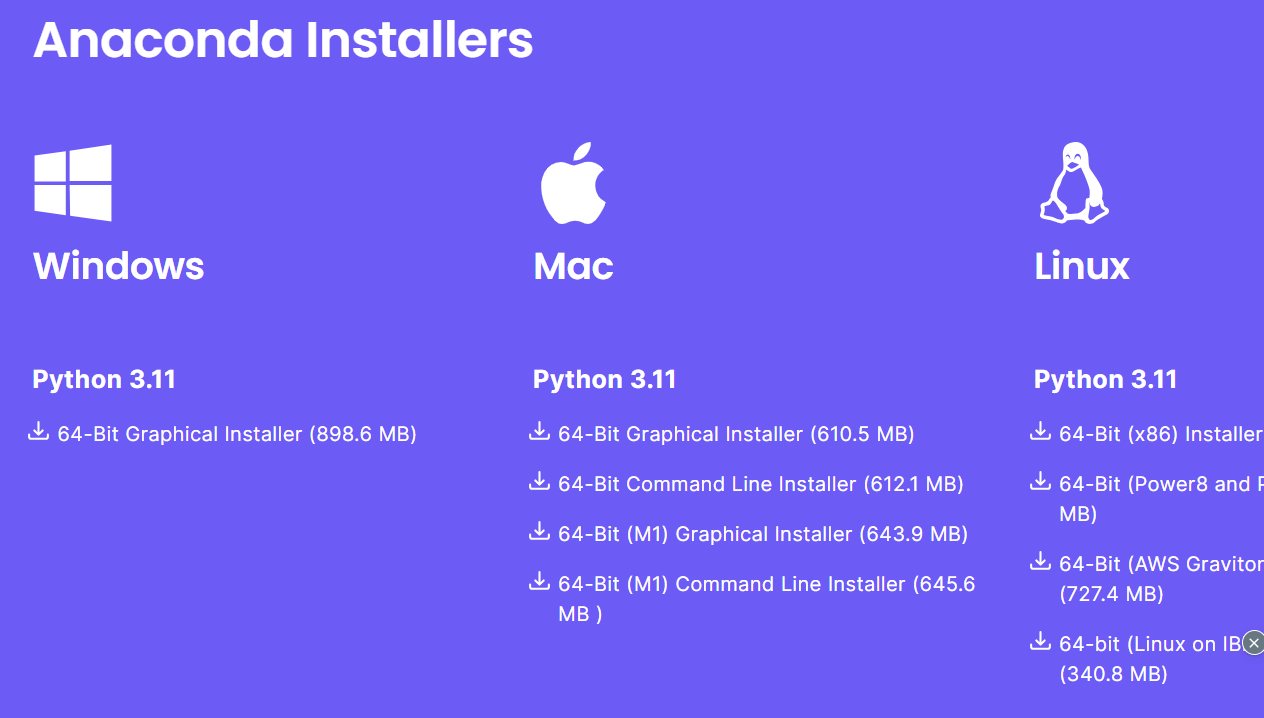 Anaconda Installers
Windows
Python 3.11
64-Bit Graphical Installer (898.6 MB)
Mac
Python 3.11
64-Bit Graphical Installer (610.5 MB)
64-Bit Command Line Installer (612.1 MB)
64-Bit (M1) Graphical Installer (643.9 MB)
64-Bit (M1) Command Line Installer (645.6
MB )
Linux
Python 3.11
64-Bit (x86) Installer
64-Bit (Power8 and
MB)
64-Bit (AWS
(727.4 MB)
64-bit (Linux on
(340.8 MB)